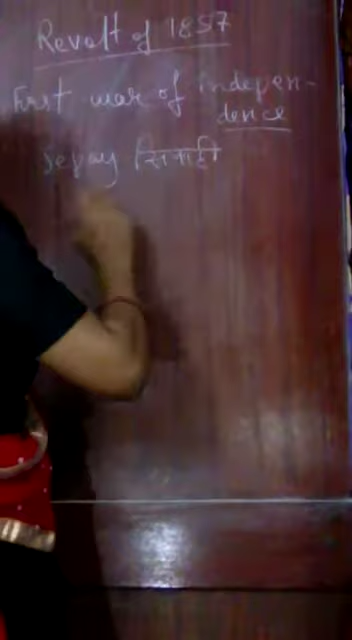 Revolt of 1857
First war of indepen-
dence
Sepoy सिपाही